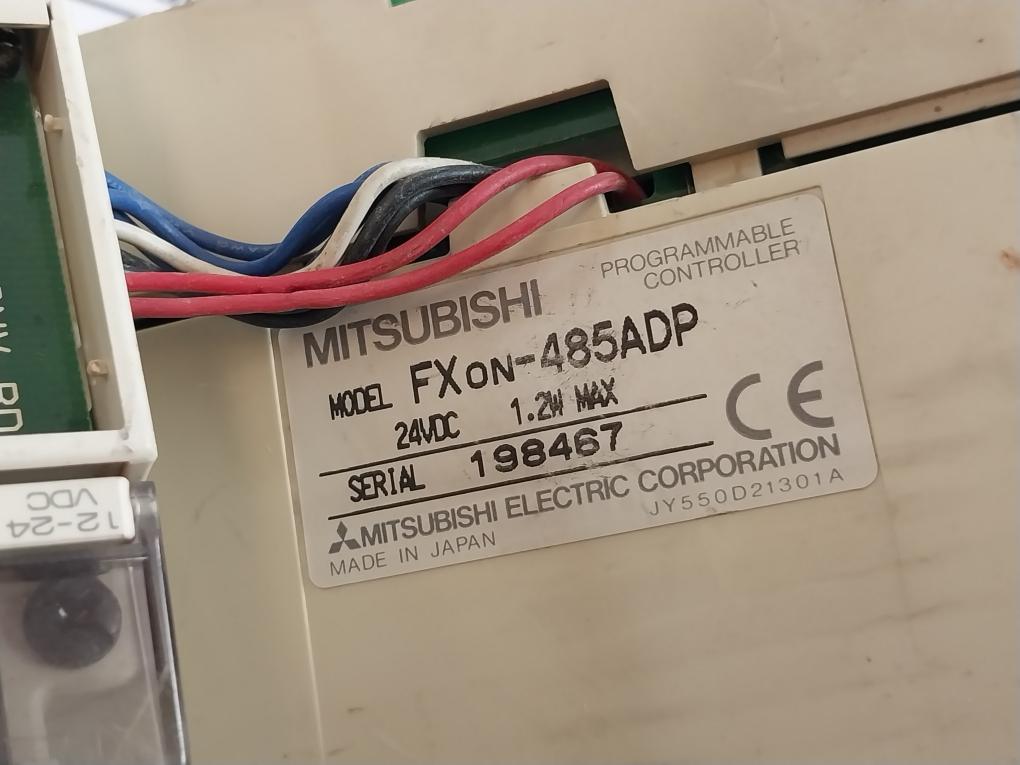 PROGRAMMABLE
CONTROLLER
MITSUBISHI
MODEL FXON-485ADP
24VDC 1.2W MAX
SERIAL 198467
CE
MITSUBISHI ELECTRIC CORPORATION
MADE IN JAPAN JY550D21301A
12-24
VDC